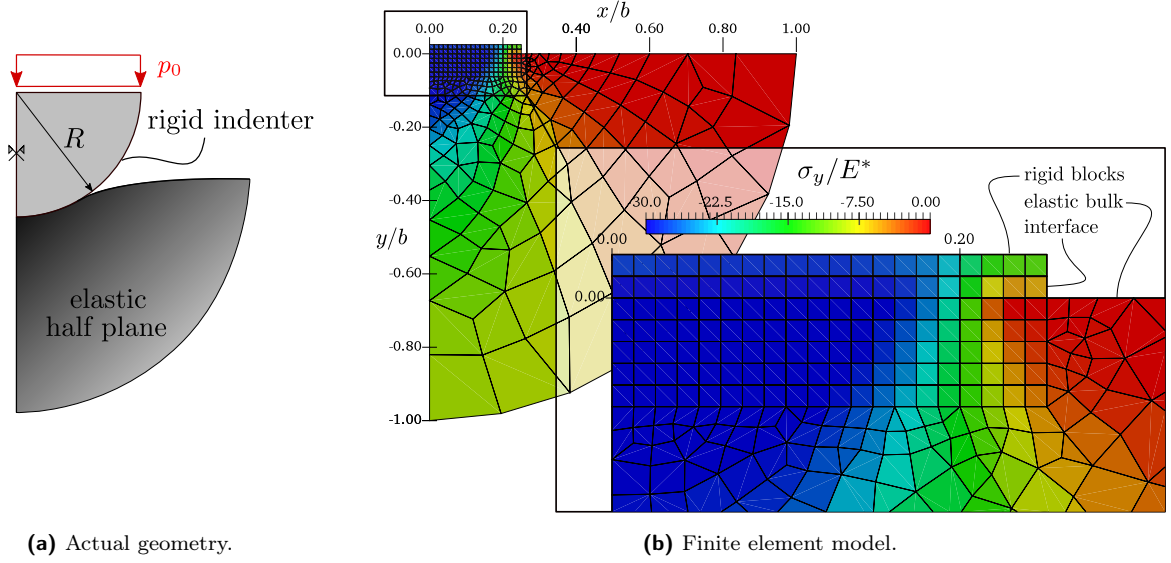 p₀
R
rigid indenter
elastic
half plane
(a) Actual geometry.
x/b
0.00 0.20 0.40 0.60 0.80 1.00
0.00
-0.20
-0.40
y/b
-0.60
-0.80
-1.00
σ_y/E*
-30.0 -22.5 -15.0 -7.50 0.00
0.00 0.20
0.00
rigid blocks
elastic bulk
interface
(b) Finite element model.